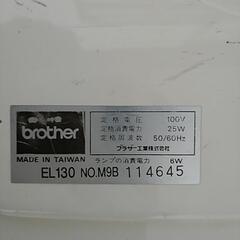 brother
定格電圧 100V
定格消費電力 25W
定格周波数 50/60Hz
ブラザー工業株式会社
MADE IN TAIWAN ランプの消費電力 6W
EL130 NO.M9B 114645